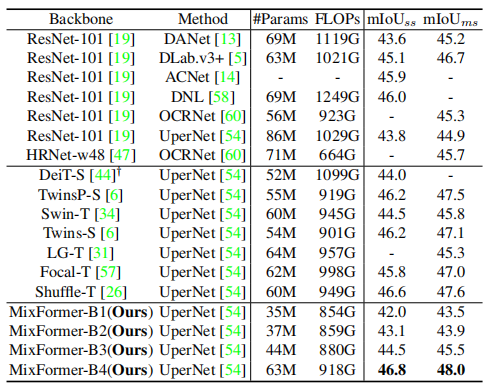 Backbone Method #Params FLOPs mIoUss mIoUms
ResNet-101 [19] DANet [13] 69M 1119G 43.6 45.2
ResNet-101 [19] DLab.v3+ [5] 63M 1021G 45.1 46.7
ResNet-101 [19] ACNet [14] - - 45.9 -
ResNet-101 [19] DNL [58] 69M 1249G 46.0 -
ResNet-101 [19] OCRNet [60] 56M 923G - 45.3
ResNet-101 [19] UperNet [54] 86M 1029G 43.8 44.9
HRNet-w48 [47] OCRNet [60] 71M 664G - 45.7
DeiT-S [44]† UperNet [54] 52M 1099G 44.0 -
TwinsP-S [6] UperNet [54] 55M 919G 46.2 47.5
Swin-T [34] UperNet [54] 60M 945G 44.5 45.8
Twins-S [6] UperNet [54] 54M 901G 46.2 47.1
LG-T [31] UperNet [54] 64M 957G - 45.3
Focal-T [57] UperNet [54] 62M 998G 45.8 47.0
Shuffle-T [26] UperNet [54] 60M 949G 46.6 47.6
MixFormer-B1(Ours) UperNet [54] 35M 854G 42.0 43.5
MixFormer-B2(Ours) UperNet [54] 37M 859G 43.1 43.9
MixFormer-B3(Ours) UperNet [54] 44M 880G 44.5 45.5
MixFormer-B4(Ours) UperNet [54] 63M 918G 46.8 48.0